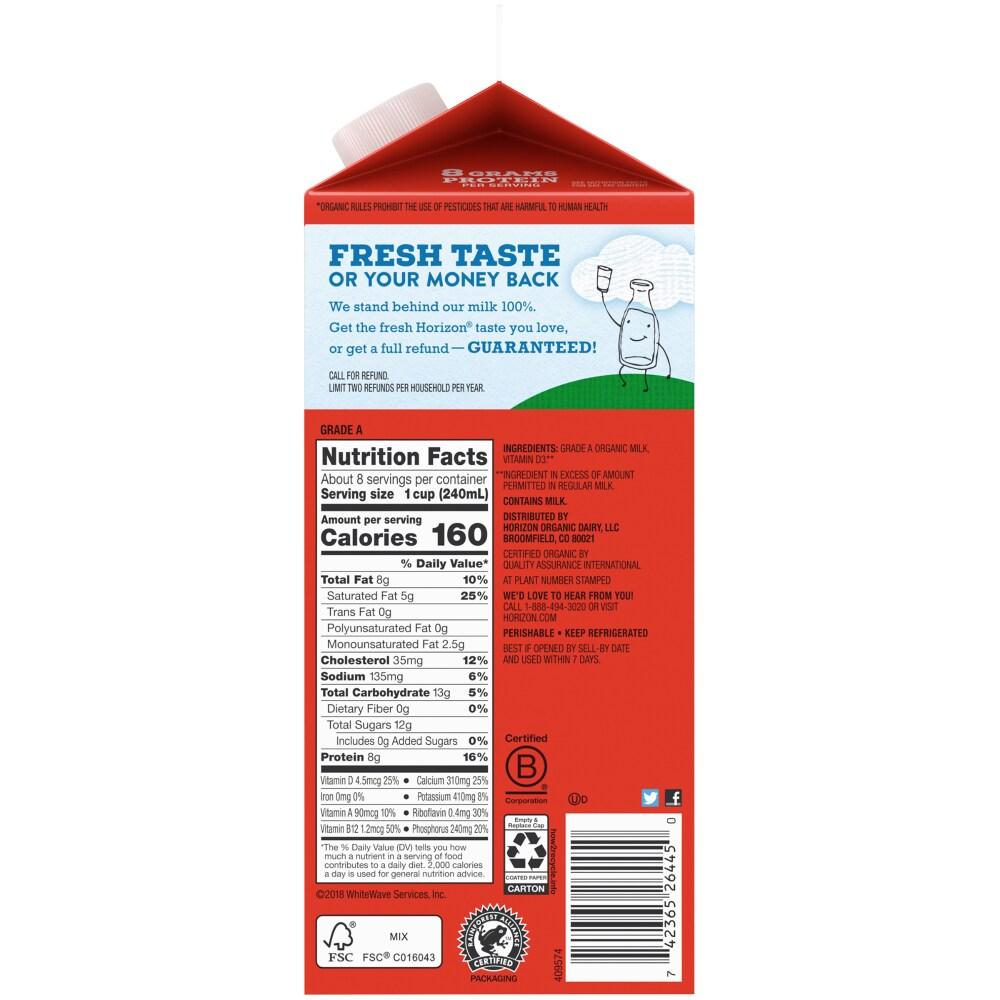 8 GRAMS
PROTEIN
PER SERVING
SEE NUTRITION FACTS
FOR SAT. FAT CONTENT
*ORGANIC RULES PROHIBIT THE USE OF PESTICIDES THAT ARE HARMFUL TO HUMAN HEALTH
FRESH TASTE
OR YOUR MONEY BACK
We stand behind our milk 100%.
Get the fresh Horizon® taste you love,
or get a full refund — GUARANTEED!
CALL FOR REFUND.
LIMIT TWO REFUNDS PER HOUSEHOLD PER YEAR.
GRADE A
Nutrition Facts
About 8 servings per container
Serving size 1 cup (240mL)
Amount per serving
Calories 160
% Daily Value*
Total Fat 8g 10%
Saturated Fat 5g 25%
Trans Fat 0g
Polyunsaturated Fat 0g
Monounsaturated Fat 2.5g
Cholesterol 35mg 12%
Sodium 135mg 6%
Total Carbohydrate 13g 5%
Dietary Fiber 0g 0%
Total Sugars 12g
Includes 0g Added Sugars 0%
Protein 8g 16%
Vitamin D 4.5mcg 25% • Calcium 310mg 25%
Iron 0mg 0% • Potassium 410mg 8%
Vitamin A 90mcg 10% • Riboflavin 0.4mg 30%
Vitamin B12 1.2mcg 50% • Phosphorus 240mg 20%
*The % Daily Value (DV) tells you how
much a nutrient in a serving of food
contributes to a daily diet. 2,000 calories
a day is used for general nutrition advice.
©2018 WhiteWave Services, Inc.
INGREDIENTS: GRADE A ORGANIC MILK,
VITAMIN D3.**
**INGREDIENT IN EXCESS OF AMOUNT
PERMITTED IN REGULAR MILK.
CONTAINS MILK.
DISTRIBUTED BY
HORIZON ORGANIC DAIRY, LLC
BROOMFIELD, CO 80021
CERTIFIED ORGANIC BY
QUALITY ASSURANCE INTERNATIONAL
AT PLANT NUMBER STAMPED
WE'D LOVE TO HEAR FROM YOU!
CALL 1-888-494-3020 OR VISIT
HORIZON.COM
PERISHABLE • KEEP REFRIGERATED
BEST IF OPENED BY SELL-BY DATE
AND USED WITHIN 7 DAYS.
Certified
B
®
Corporation
UD
Empty &
Replace Cap
COATED PAPER
CARTON
how2recycle.info
7 42365 26445 0
FSC
®
MIX
FSC® C016043
RAINFOREST ALLIANCE
CERTIFIED
PACKAGING
409574